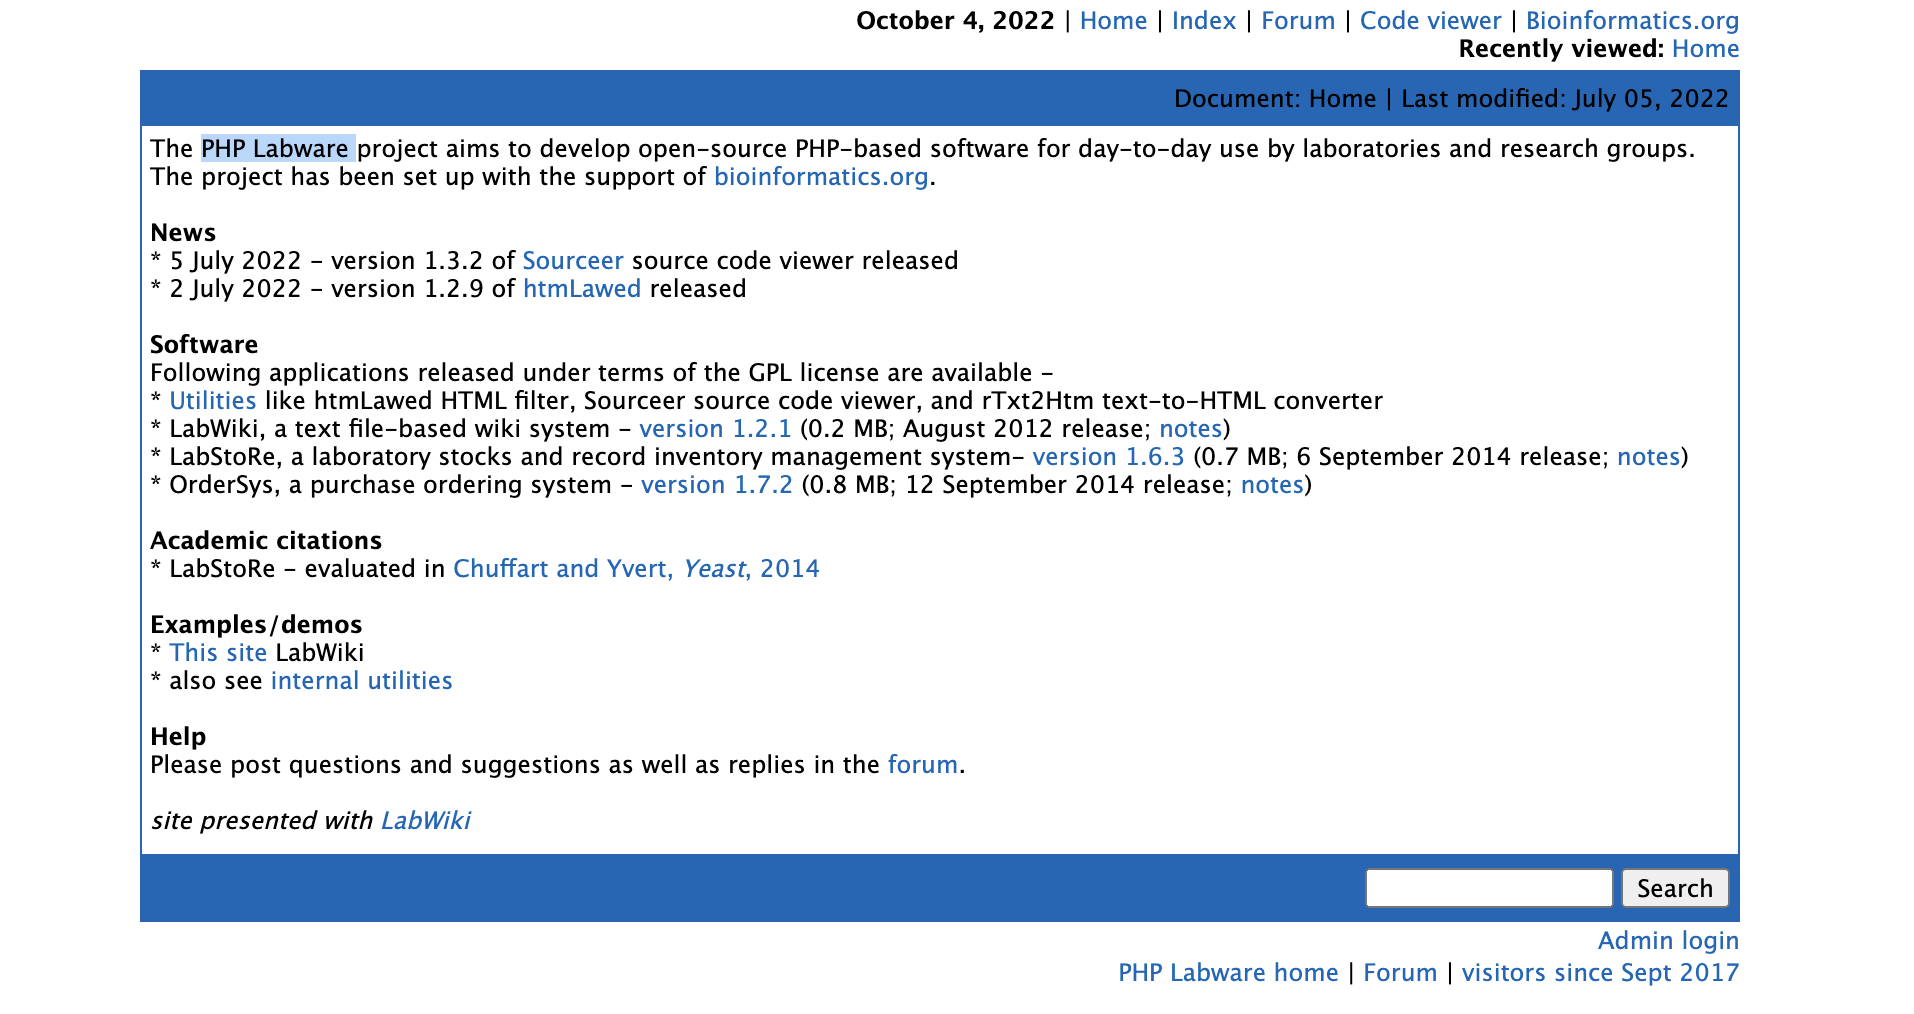 October 4, 2022 | Home | Index | Forum | Code viewer | Bioinformatics.org
Recently viewed: Home
Document: Home | Last modified: July 05, 2022
The PHP Labware project aims to develop open-source PHP-based software for day-to-day use by laboratories and research groups.
The project has been set up with the support of bioinformatics.org.
News
* 5 July 2022 - version 1.3.2 of Sourceer source code viewer released
* 2 July 2022 - version 1.2.9 of htmLawed released
Software
Following applications released under terms of the GPL license are available -
* Utilities like htmLawed HTML filter, Sourceer source code viewer, and rTxt2Htm text-to-HTML converter
* LabWiki, a text file-based wiki system - version 1.2.1 (0.2 MB; August 2012 release; notes)
* LabStoRe, a laboratory stocks and record inventory management system- version 1.6.3 (0.7 MB; 6 September 2014 release; notes)
* OrderSys, a purchase ordering system - version 1.7.2 (0.8 MB; 12 September 2014 release; notes)
Academic citations
* LabStoRe - evaluated in Chuffart and Yvert, Yeast, 2014
Examples/demos
* This site LabWiki
* also see internal utilities
Help
Please post questions and suggestions as well as replies in the forum.
site presented with LabWiki
Search
Admin login
PHP Labware home | Forum | visitors since Sept 2017